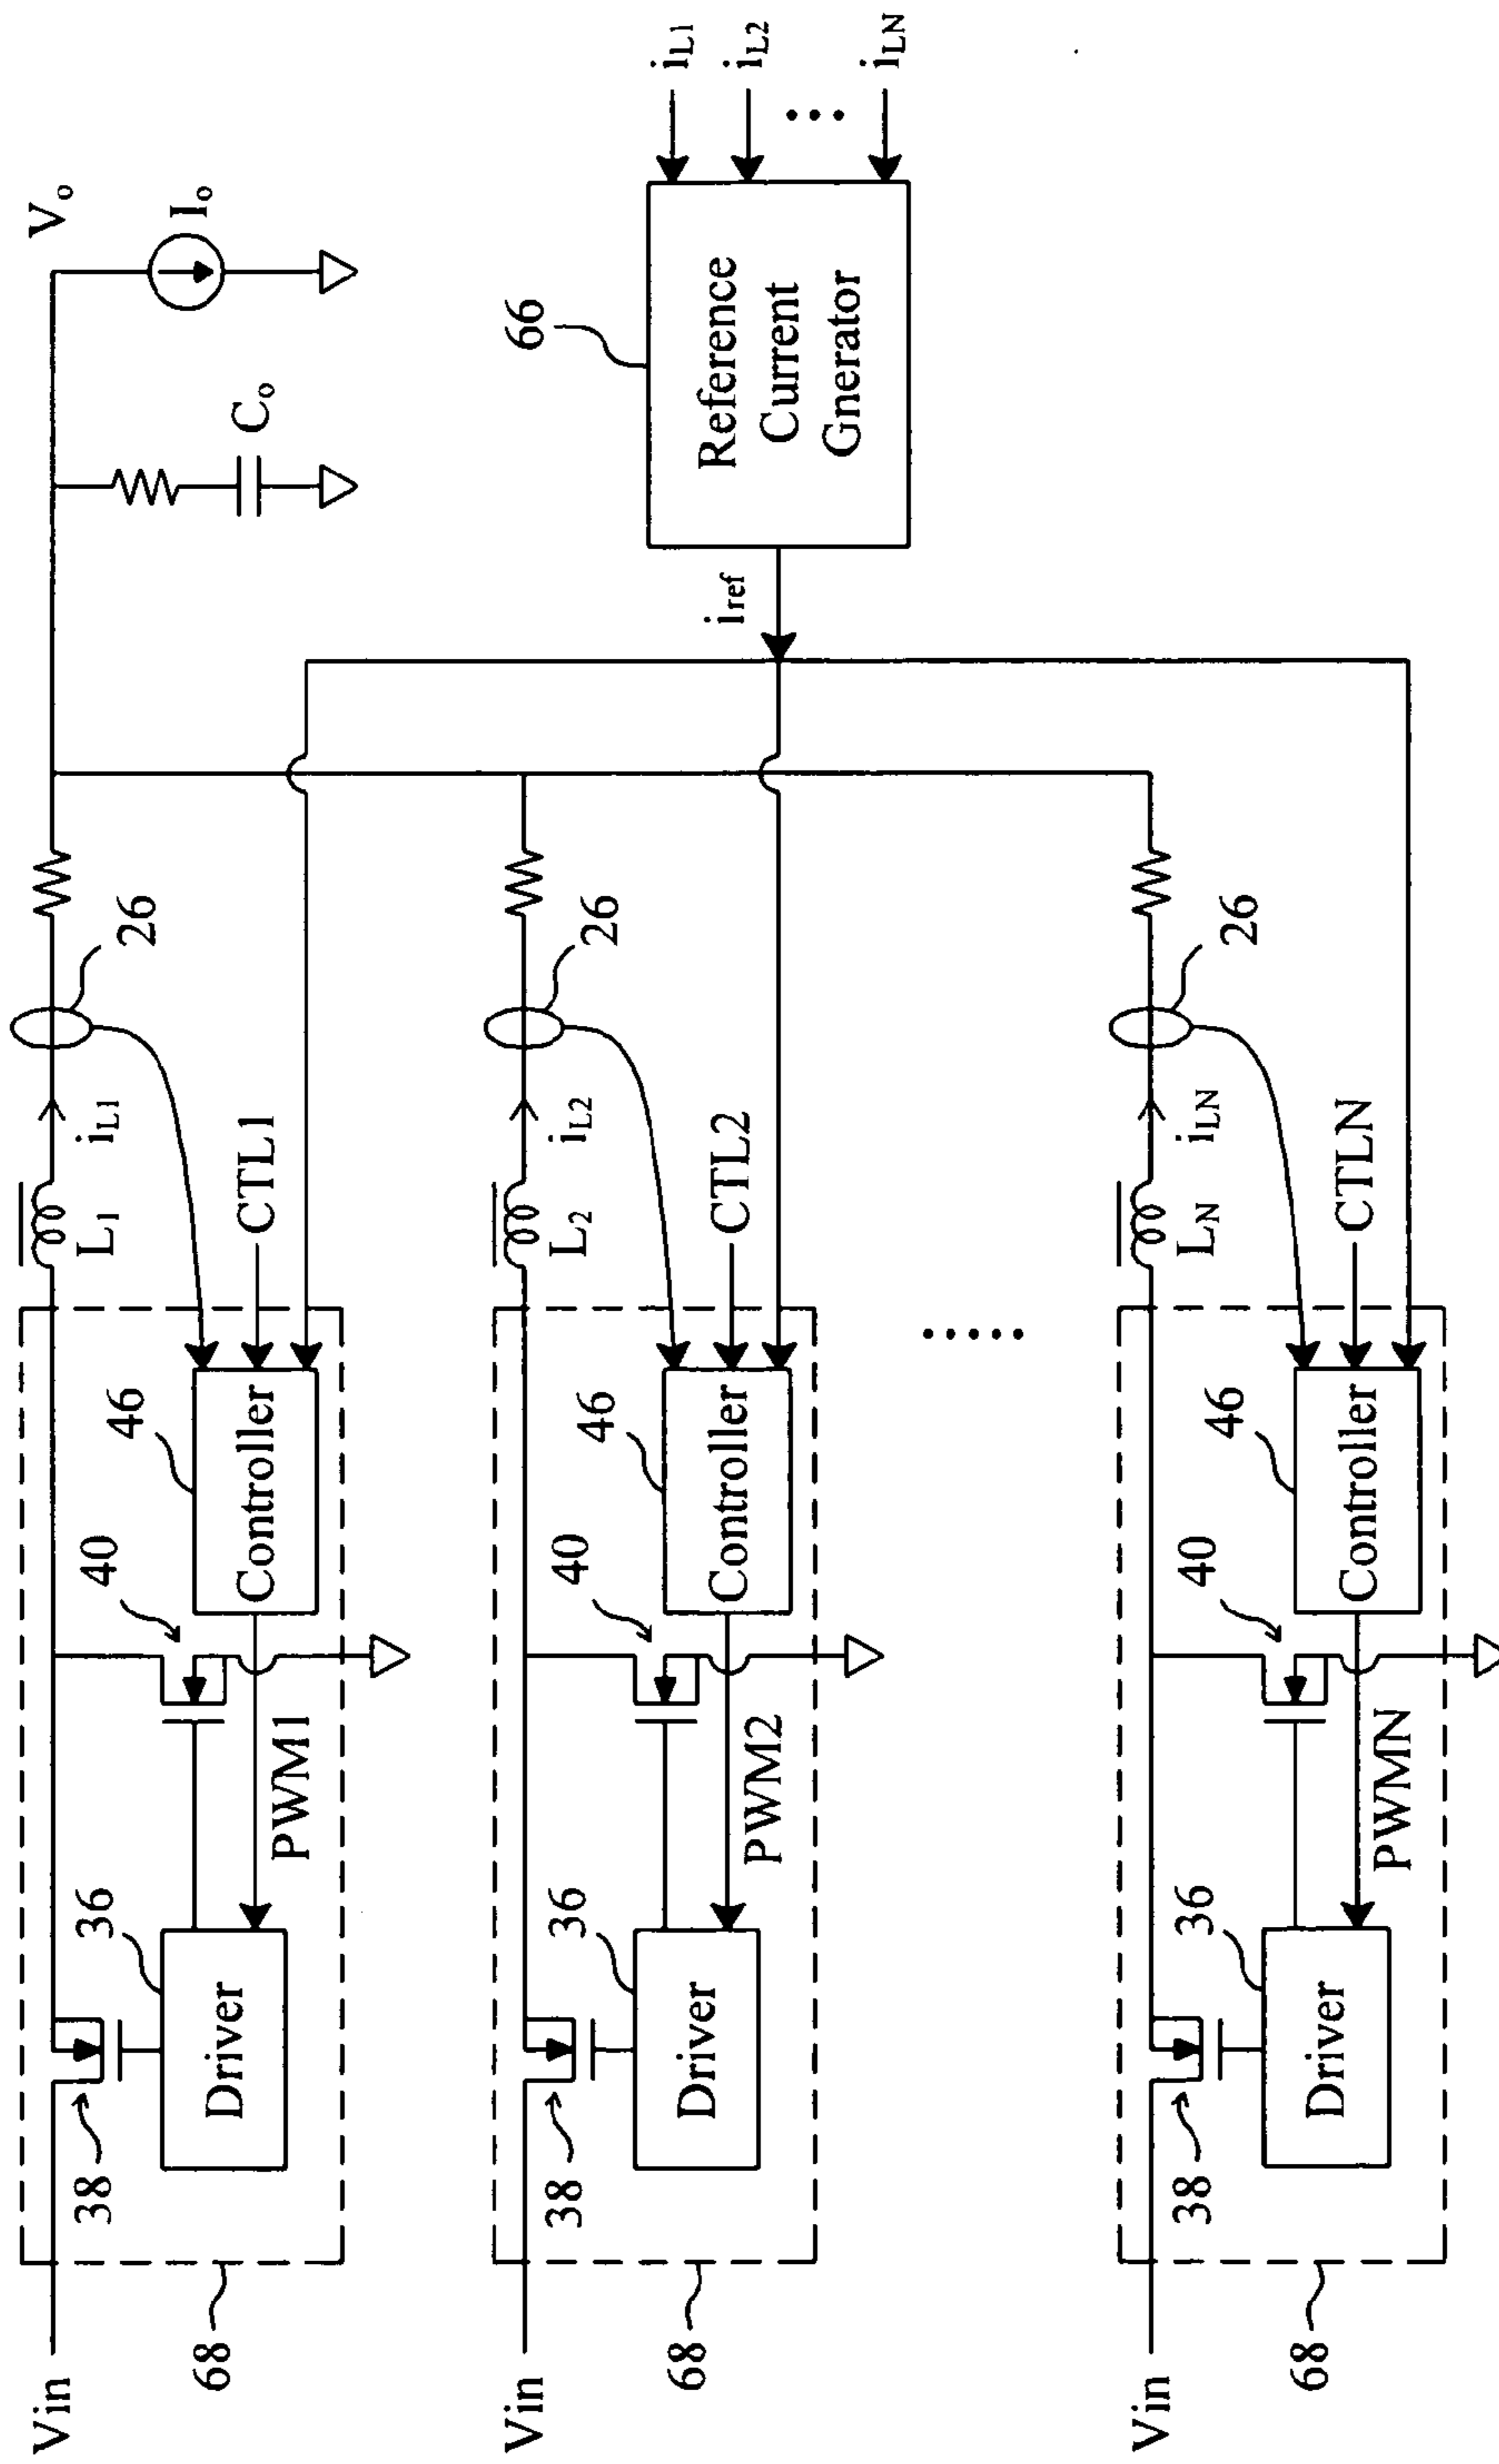 Vin
68
38
Driver
36
PWM1
40
46
Controller
CTL1
L1
iL1
26
Vo
Io
Co
Vin
68
38
Driver
36
PWM2
40
46
Controller
CTL2
L2
iL2
26
66
Reference
Current
Gnerator
iref
iL1
iL2
iLN
Vin
68
38
Driver
36
PWMN
40
46
Controller
CTLN
LN
iLN
26